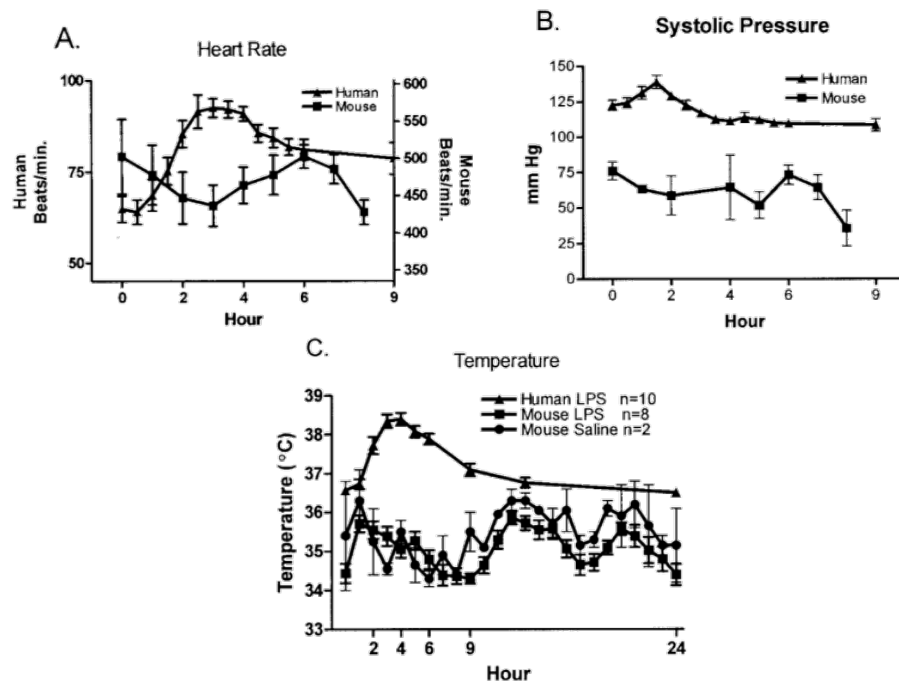 A.
Heart Rate
100
75
50
Human
Beats/min.
Human
Mouse
600
550
500
450
400
350
Mouse
Beats/min.
0 2 4 6 9
Hour
B.
Systolic Pressure
150
125
100
75
50
25
0
mm Hg
Human
Mouse
0 2 4 6 9
Hour
C.
Temperature
39
38
37
36
35
34
33
Temperature (°C)
Human LPS n=10
Mouse LPS n=8
Mouse Saline n=2
2 4 6 9 24
Hour